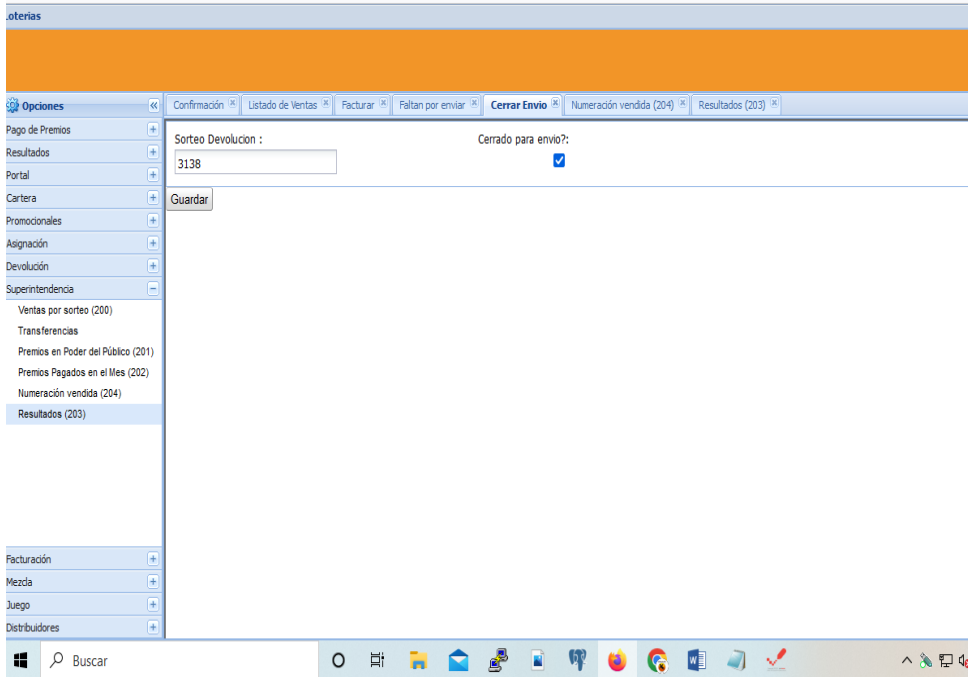 .oterias
Opciones
Confirmación Listado de Ventas Facturar Faltan por enviar Cerrar Envio Numeración vendida (204) Resultados (203)
Pago de Premios
Resultados
Portal
Cartera
Promocionales
Asignación
Devolución
Superintendencia
Ventas por sorteo (200)
Transferencias
Premios en Poder del Público (201)
Premios Pagados en el Mes (202)
Numeración vendida (204)
Resultados (203)
Facturación
Mezcla
Juego
Distribuidores
Sorteo Devolucion :
3138
Cerrado para envio?:
Guardar
Buscar